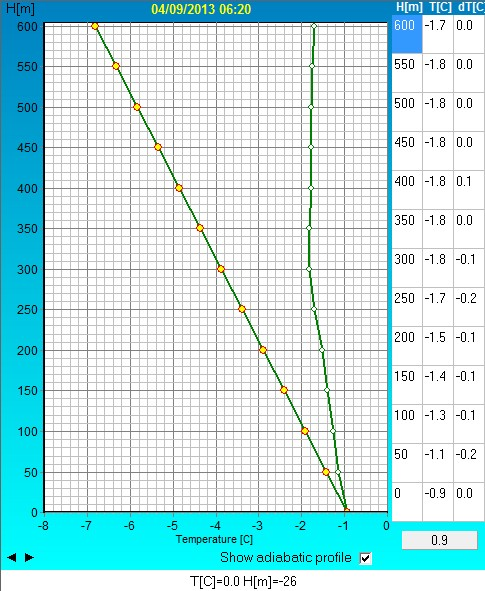 H[m] 04/09/2013 06:20 H[m] T[C] dT[C
600 600 -1.7 0.0
550 550 -1.8 0.0
500 500 -1.8 0.0
450 450 -1.8 0.0
400 400 -1.8 0.1
350 350 -1.8 0.0
300 300 -1.8 -0.1
250 250 -1.7 -0.2
200 200 -1.5 -0.1
150 150 -1.4 -0.1
100 100 -1.3 -0.1
50 50 -1.1 -0.2
0 0 -0.9 0.0
-8 -7 -6 -5 -4 -3 -2 -1 0
Temperature [C] 0.9
Show adiabatic profile
T[C]=0.0 H[m]=-26